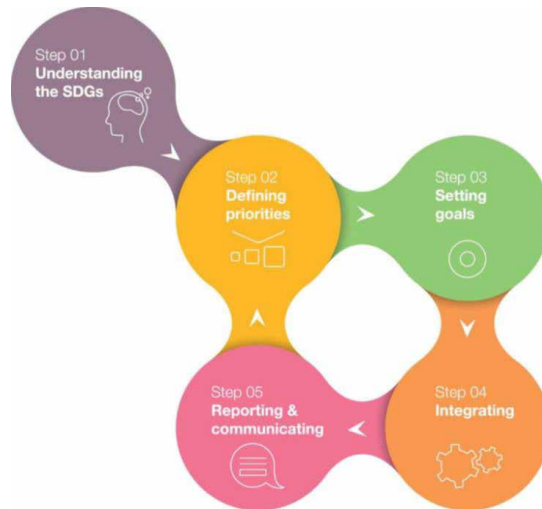 Step 01
Understanding
the SDGs
Step 02
Defining
priorities
Step 03
Setting
goals
Step 04
Integrating
Step 05
Reporting &
communicating